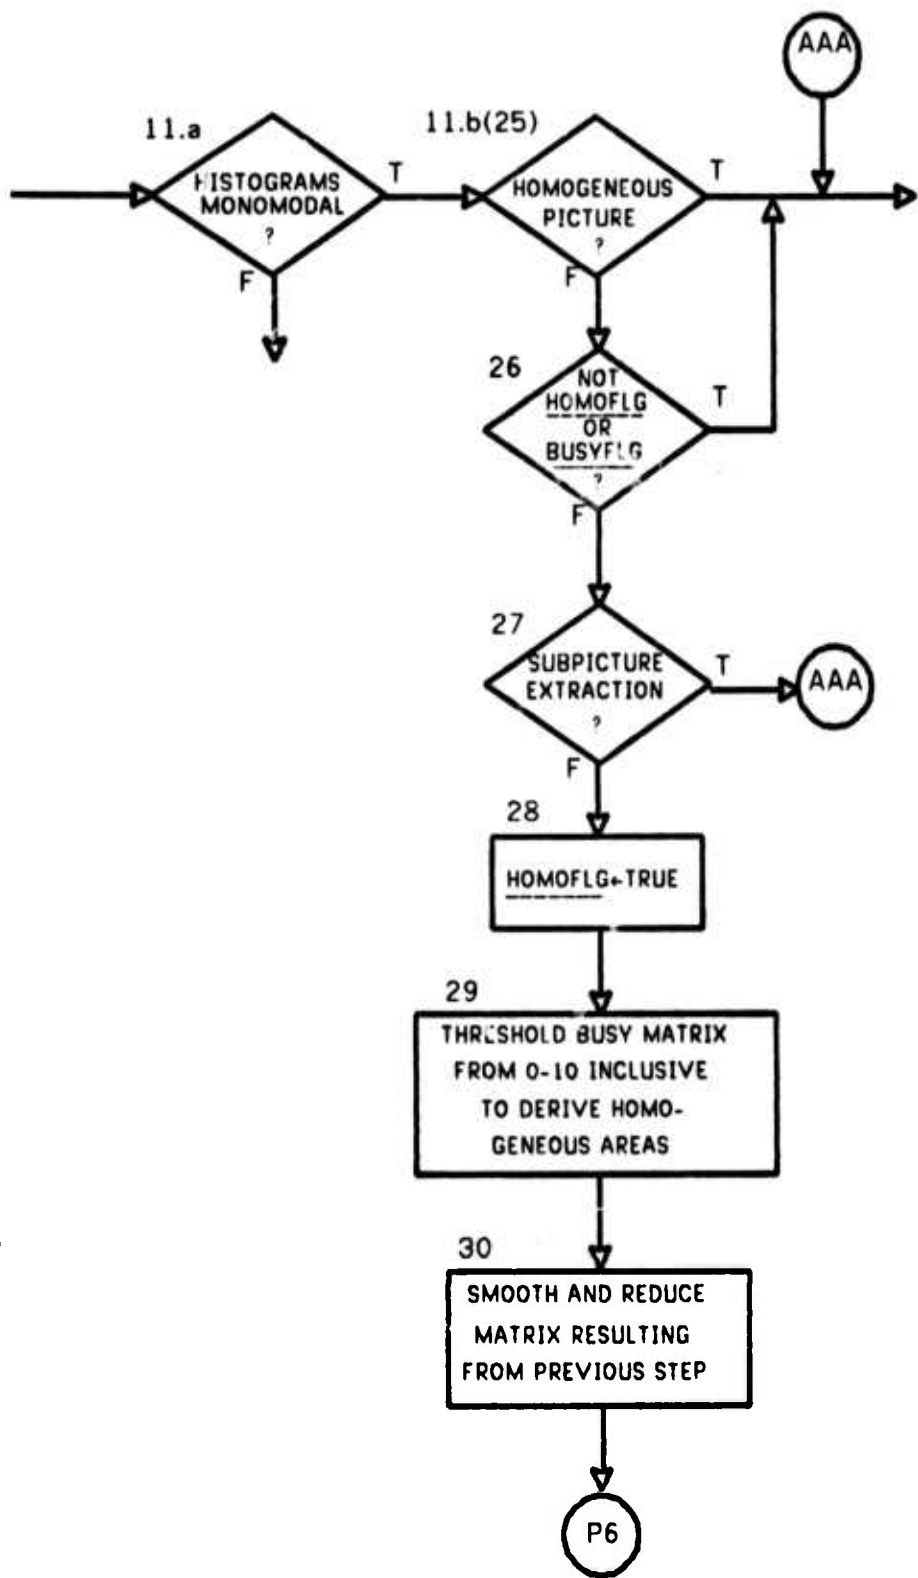 AAA
11.a
11.b(25)
HISTOGRAMS
MONOMODAL
?
T
F
HOMOGENEOUS
PICTURE
?
T
F
26
NOT
HOMOFLG
OR
BUSYFLG
?
T
F
27
SUBPICTURE
EXTRACTION
?
T
AAA
F
28
HOMOFLG←TRUE
29
THRESHOLD BUSY MATRIX
FROM 0-10 INCLUSIVE
TO DERIVE HOMO-
GENEOUS AREAS
30
SMOOTH AND REDUCE
MATRIX RESULTING
FROM PREVIOUS STEP
P6